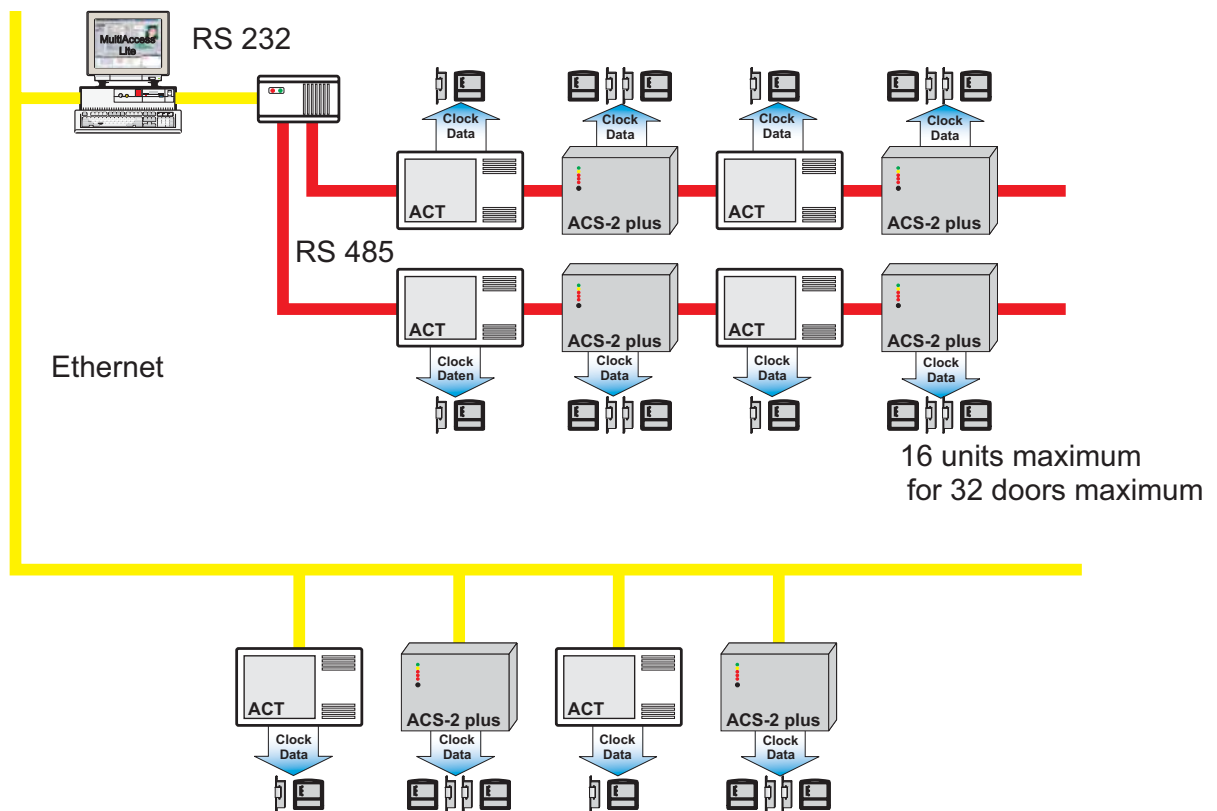 MultiAccess
Lite
RS 232
Clock
Data
Clock
Data
Clock
Data
Clock
Data
ACT
ACS-2 plus
ACT
ACS-2 plus
RS 485
ACT
ACS-2 plus
ACT
ACS-2 plus
Ethernet
Clock
Daten
Clock
Data
Clock
Data
Clock
Data
16 units maximum
for 32 doors maximum
ACT
ACS-2 plus
ACT
ACS-2 plus
Clock
Data
Clock
Data
Clock
Data
Clock
Data